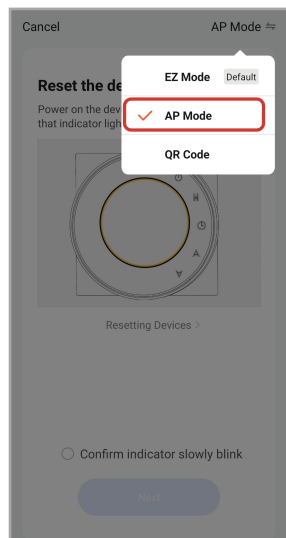 Cancel
AP Mode
EZ Mode
Default
AP Mode
QR Code
Reset the de
Power on the dev
that indicator ligh
M
Resetting Devices >
Confirm indicator slowly blink
Next